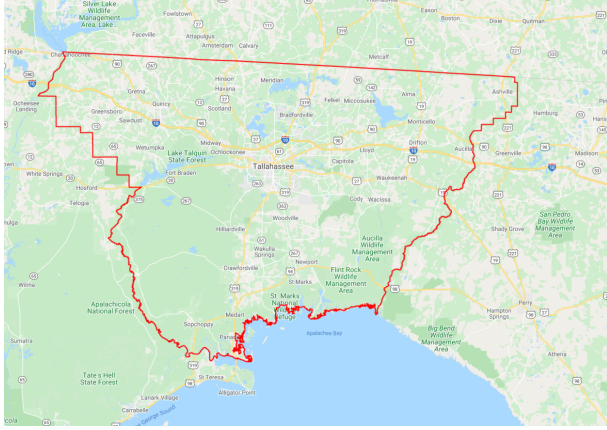 Silver Lake
Wildlife
Management
Area, Lake...
Fowlstown
Eason
Boston
Dixie
Quitman
Faceville
Attapulgus
Amsterdam
Calvary
Metcalf
Chattahoochee
Ocheesee
Landing
Gretna
Quincy
Hinson
Havana
Scotland
Meridian
Bradfordville
Felkel
Miccosukee
Alma
Monticello
Ashville
Hamburg
Hanson
Greensboro
Sawdust
Wetumpka
Midway
Ochlockonee
Lake Talquin
State Forest
Fort Braden
Tallahassee
Lloyd
Capitola
Drifton
Waukeenah
Aucilla
Greenville
Madison
White Springs
Hosford
Telogia
Cody
Wacissa
Woodville
Hilliardville
Wakulla
Springs
Newport
Crawfordville
St. Marks
Aucilla
Wildlife
Management
Area
Flint Rock
Wildlife
Management
Area
San Pedro
Bay Wildlife
Management
Area
Shady Grove
Wilma
Apalachicola
National Forest
Medart
Sopchoppy
St. Marks
National
Apalachee Bay
Perry
Hampton
Springs
Big Bend
Wildlife
Management
Area
Athena
Sumatra
Tate's Hell
State Forest
St Teresa
Alligator Point
Lanark Village
Carrabelle